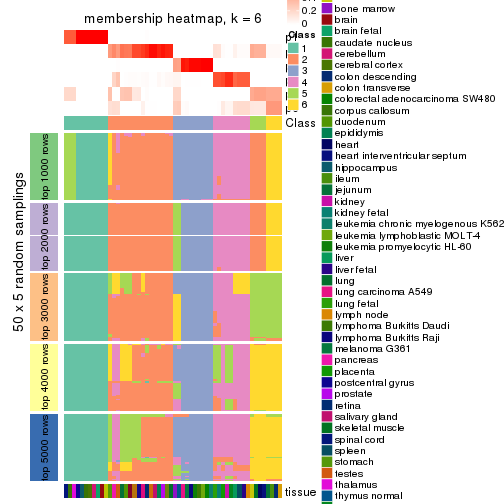 membership heatmap, k = 6
0.2
0
Class
1
2
3
4
5
6
Class
50 x 5 random samplings
top 1000 rows
top 2000 rows
top 3000 rows
top 4000 rows
top 5000 rows
tissue
bone marrow
brain
brain fetal
caudate nucleus
cerebellum
cerebral cortex
colon descending
colon transverse
colorectal adenocarcinoma SW480
corpus callosum
duodenum
epididymis
heart
heart interventricular septum
hippocampus
ileum
jejunum
kidney
kidney fetal
leukemia chronic myelogenous K562
leukemia lymphoblastic MOLT-4
leukemia promyelocytic HL-60
liver
liver fetal
lung
lung carcinoma A549
lung fetal
lymph node
lymphoma Burkitts Daudi
lymphoma Burkitts Raji
melanoma G361
pancreas
placenta
postcentral gyrus
prostate
retina
salivary gland
skeletal muscle
spinal cord
spleen
stomach
testes
thalamus
thymus normal